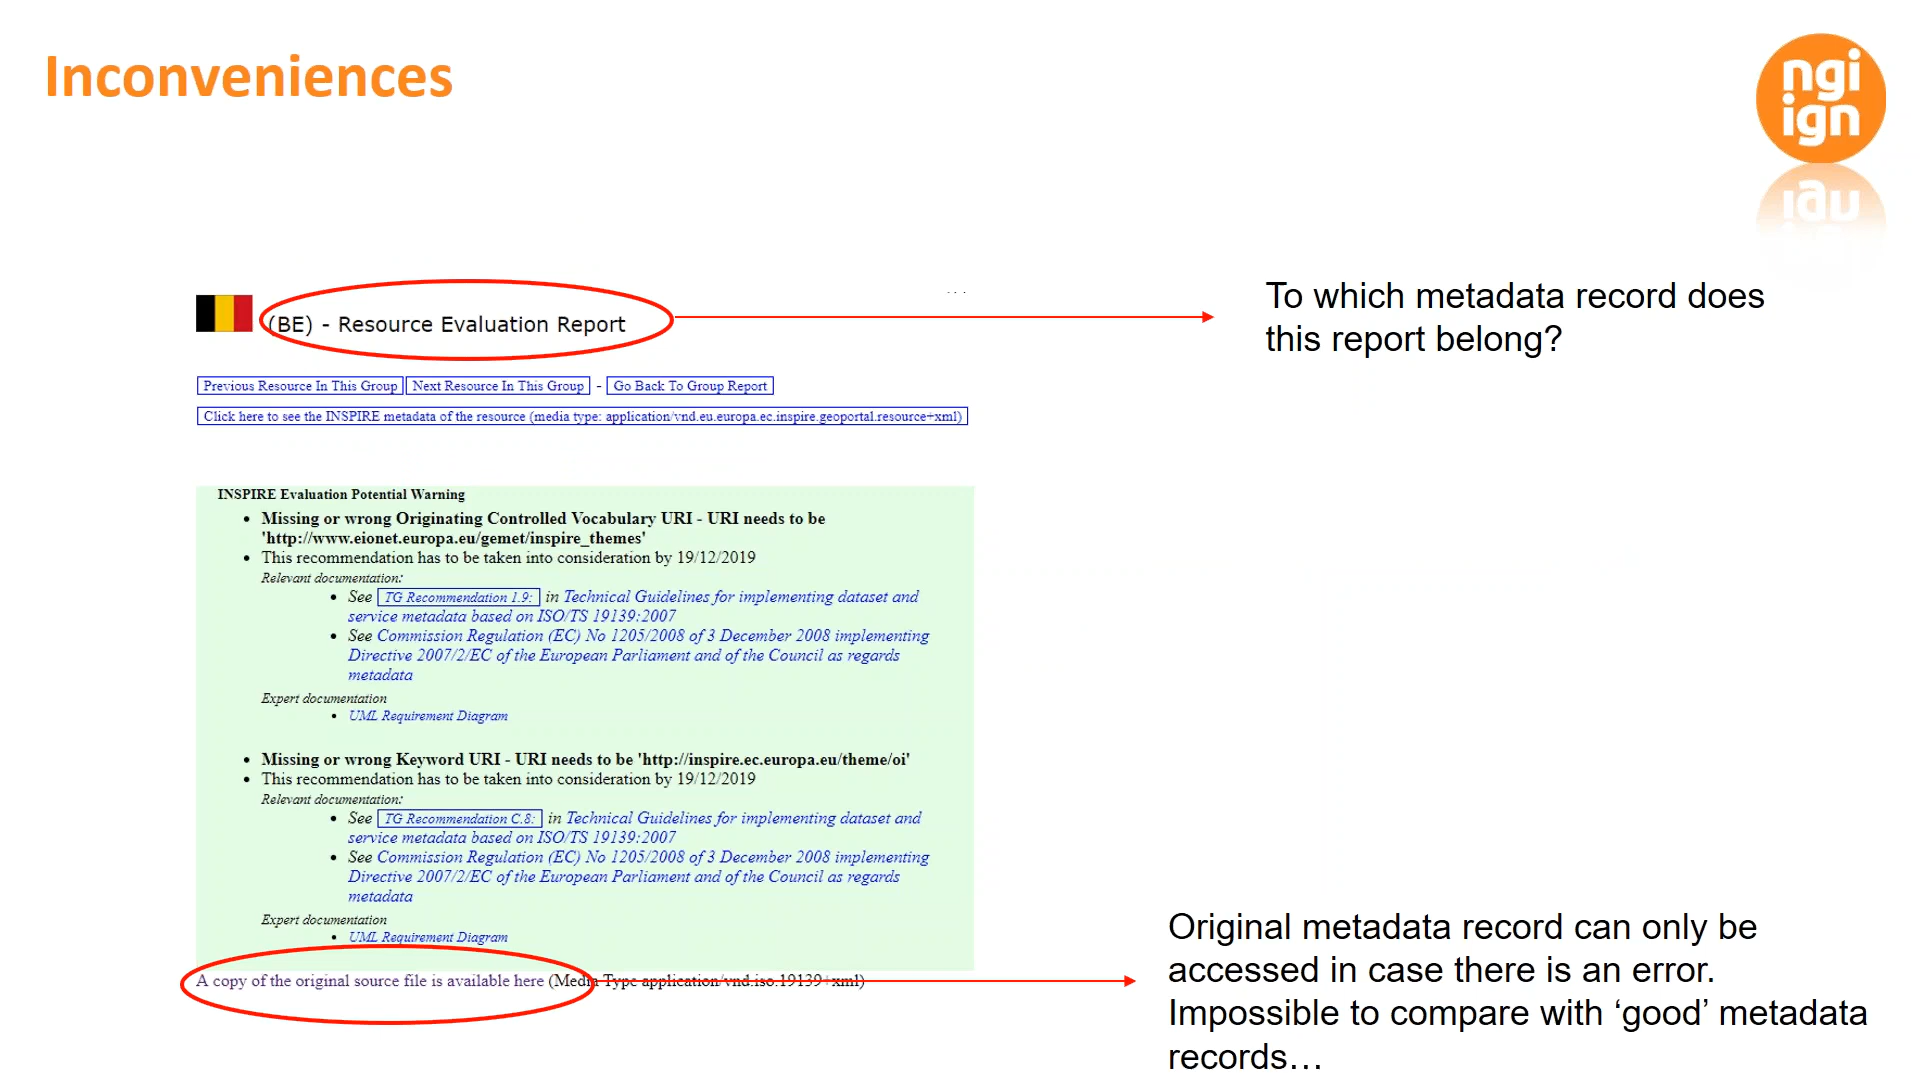 Inconveniences
ngi
ign
(BE) - Resource Evaluation Report
To which metadata record does
this report belong?
Previous Resource In This Group Next Resource In This Group - Go Back To Group Report
Click here to see the INSPIRE metadata of the resource (media type: application/vnd.eu.europa.ec.inspire.geoportal.resource+xml)
INSPIRE Evaluation Potential Warning
• Missing or wrong Originating Controlled Vocabulary URI - URI needs to be
'http://www.eionet.europa.eu/gemet/inspire_themes'
• This recommendation has to be taken into consideration by 19/12/2019
Relevant documentation:
• See TG Recommendation 1.9: in Technical Guidelines for implementing dataset and
service metadata based on ISO/TS 19139:2007
• See Commission Regulation (EC) No 1205/2008 of 3 December 2008 implementing
Directive 2007/2/EC of the European Parliament and of the Council as regards
metadata
Expert documentation
• UML Requirement Diagram
• Missing or wrong Keyword URI - URI needs to be 'http://inspire.ec.europa.eu/theme/oi'
• This recommendation has to be taken into consideration by 19/12/2019
Relevant documentation:
• See TG Recommendation C.8: in Technical Guidelines for implementing dataset and
service metadata based on ISO/TS 19139:2007
• See Commission Regulation (EC) No 1205/2008 of 3 December 2008 implementing
Directive 2007/2/EC of the European Parliament and of the Council as regards
metadata
Expert documentation
• UML Requirement Diagram
A copy of the original source file is available here (Media Type application/vnd.iso.19139+xml)
Original metadata record can only be
accessed in case there is an error.
Impossible to compare with ‘good’ metadata
records…